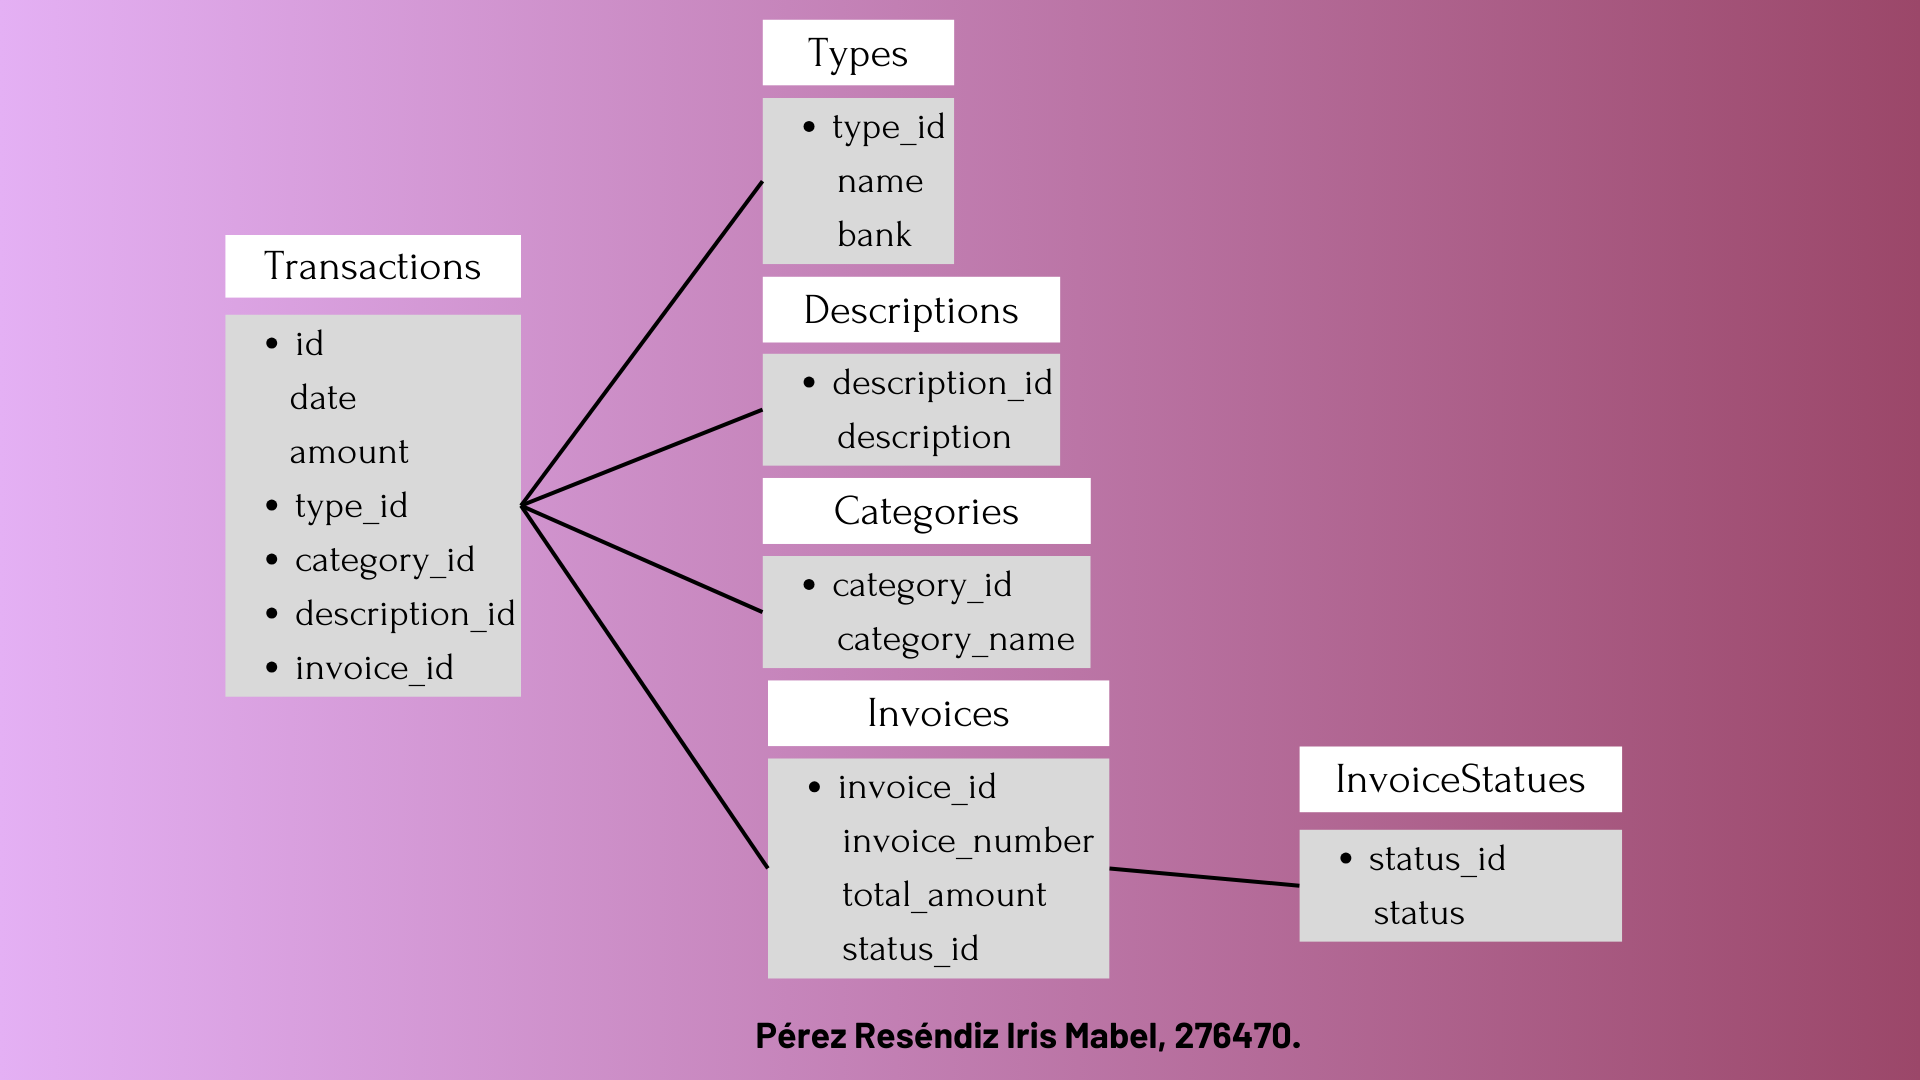 Transactions
• id
date
amount
• type_id
• category_id
• description_id
• invoice_id
Types
• type_id
name
bank
Descriptions
• description_id
description
Categories
• category_id
category_name
Invoices
• invoice_id
invoice_number
total_amount
status_id
InvoiceStatues
• status_id
status
Pérez Reséndiz Iris Mabel, 276470.